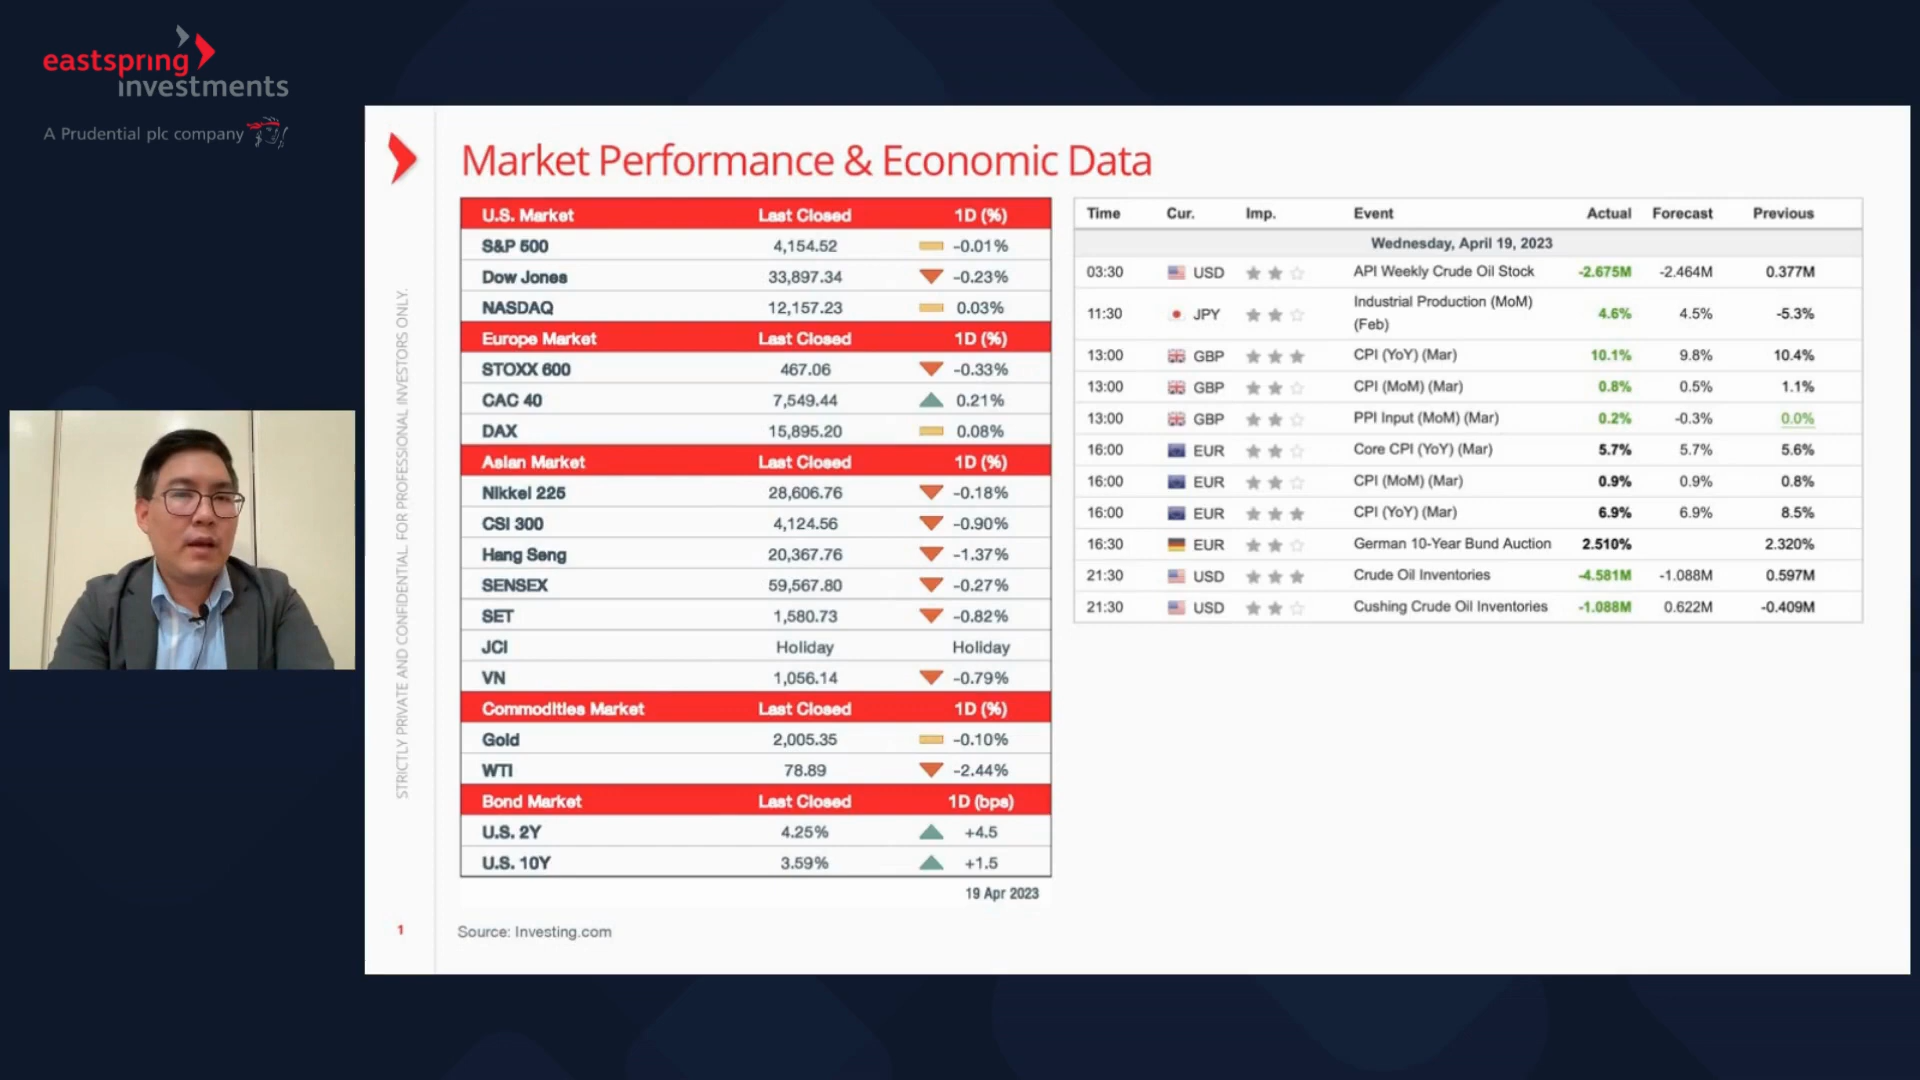 eastspring
investments
A Prudential plc company
STRICTLY PRIVATE AND CONFIDENTIAL. FOR PROFESSIONAL INVESTORS ONLY.
Market Performance & Economic Data
U.S. Market Last Closed 1D (%)
S&P 500 4,154.52 -0.01%
Dow Jones 33,897.34 -0.23%
NASDAQ 12,157.23 0.03%
Europe Market Last Closed 1D (%)
STOXX 600 467.06 -0.33%
CAC 40 7,549.44 0.21%
DAX 15,895.20 0.08%
Asian Market Last Closed 1D (%)
Nikkei 225 28,606.76 -0.18%
CSI 300 4,124.56 -0.90%
Hang Seng 20,367.76 -1.37%
SENSEX 59,567.80 -0.27%
SET 1,580.73 -0.82%
JCI Holiday Holiday
VN 1,056.14 -0.79%
Commodities Market Last Closed 1D (%)
Gold 2,005.35 -0.10%
WTI 78.89 -2.44%
Bond Market Last Closed 1D (bps)
U.S. 2Y 4.25% +4.5
U.S. 10Y 3.59% +1.5
19 Apr 2023
Time Cur. Imp. Event Actual Forecast Previous
Wednesday, April 19, 2023
03:30 USD API Weekly Crude Oil Stock -2.675M -2.464M 0.377M
11:30 JPY Industrial Production (MoM) (Feb) 4.6% 4.5% -5.3%
13:00 GBP CPI (YoY) (Mar) 10.1% 9.8% 10.4%
13:00 GBP CPI (MoM) (Mar) 0.8% 0.5% 1.1%
13:00 GBP PPI Input (MoM) (Mar) 0.2% -0.3% 0.0%
16:00 EUR Core CPI (YoY) (Mar) 5.7% 5.7% 5.6%
16:00 EUR CPI (MoM) (Mar) 0.9% 0.9% 0.8%
16:00 EUR CPI (YoY) (Mar) 6.9% 6.9% 8.5%
16:30 EUR German 10-Year Bund Auction 2.510% 2.320%
21:30 USD Crude Oil Inventories -4.581M -1.088M 0.597M
21:30 USD Cushing Crude Oil Inventories -1.088M 0.622M -0.409M
1
Source: Investing.com